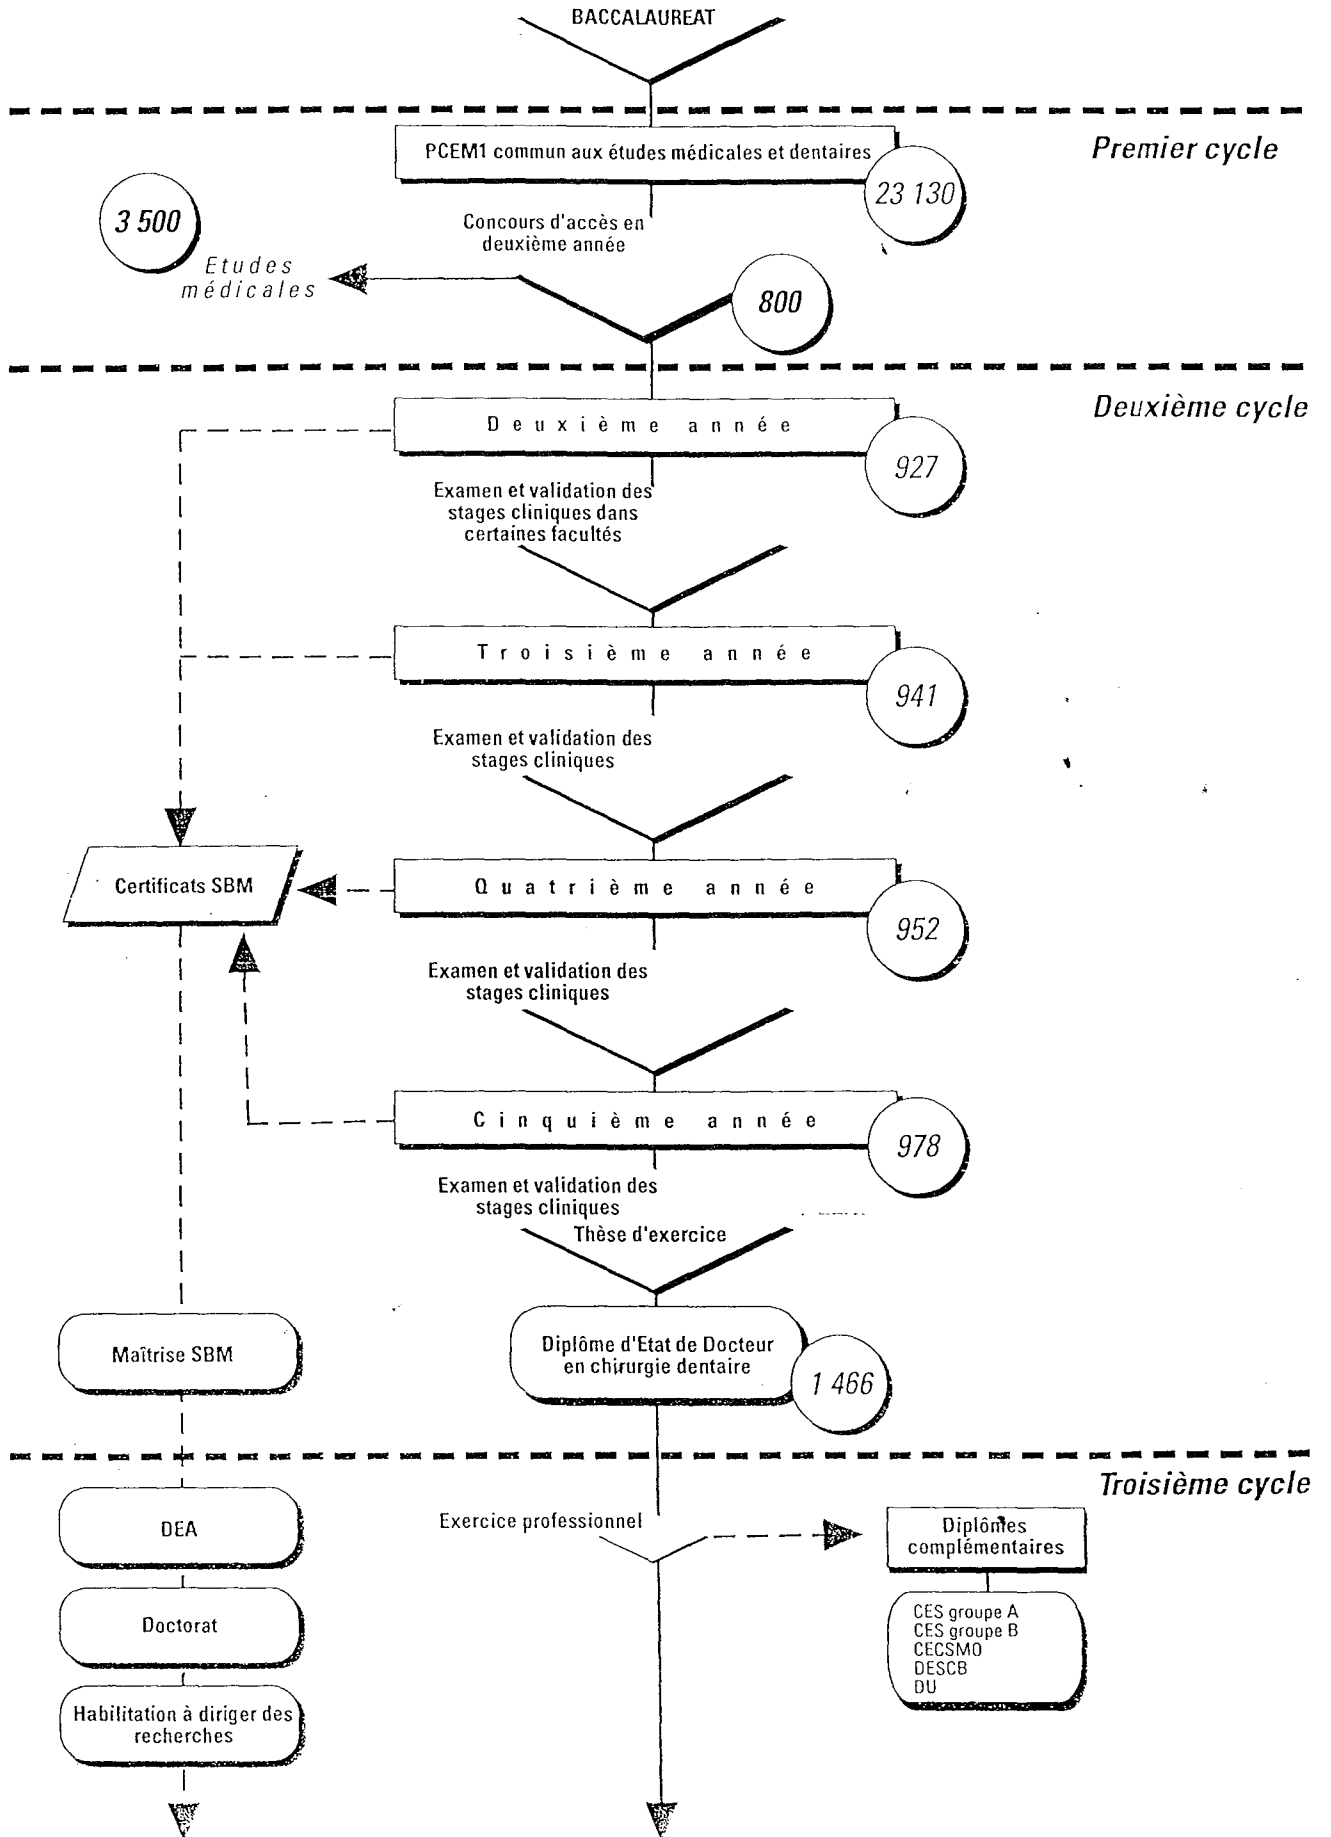 BACCALAUREAT
Premier cycle
PCEM1 commun aux études médicales et dentaires
23 130
3 500
Concours d'accès en
deuxième année
Etudes
médicales
800
Deuxième cycle
Deuxième année
927
Examen et validation des
stages cliniques dans
certaines facultés
Troisième année
941
Examen et validation des
stages cliniques
Certificats SBM
Quatrième année
952
Examen et validation des
stages cliniques
Cinquième année
978
Examen et validation des
stages cliniques
Thèse d'exercice
Maîtrise SBM
Diplôme d'Etat de Docteur
en chirurgie dentaire
1 466
Troisième cycle
DEA
Exercice professionnel
Diplômes
complémentaires
Doctorat
CES groupe A
CES groupe B
CECSMO
DESCB
DU
Habilitation à diriger des
recherches